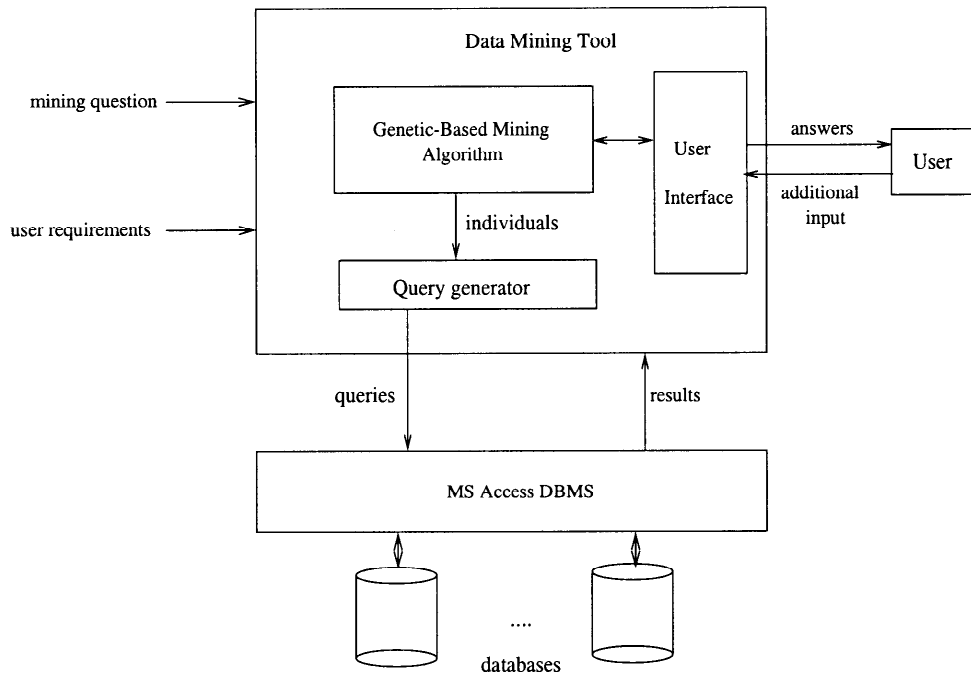 Data Mining Tool
mining question
Genetic-Based Mining
Algorithm
User
Interface
answers
User
additional
input
user requirements
individuals
Query generator
queries
results
MS Access DBMS
....
databases